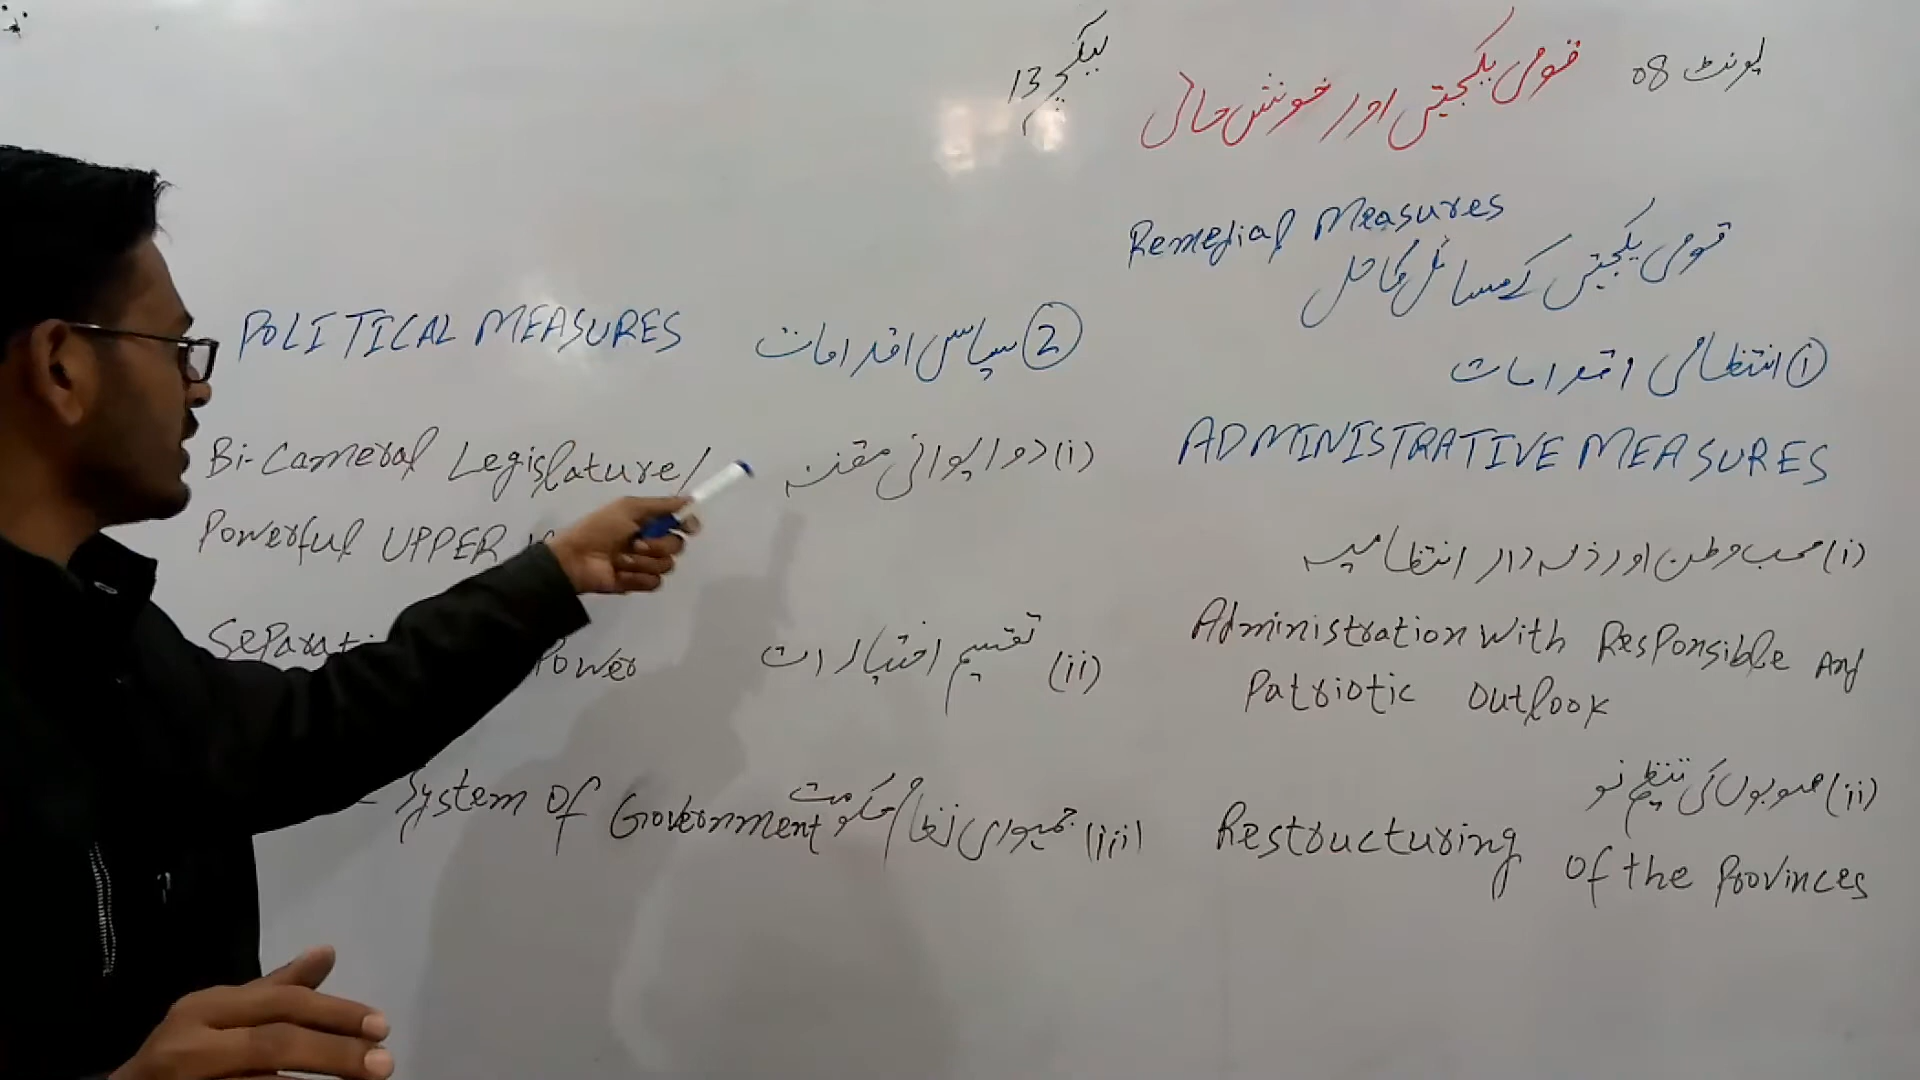 یونٹ 08
قومی یکجہتی اور خوش حالی
لیکچر 13
Remedial Measures
قومی یکجہتی کے مسائل کا حل
① انتظامی اقدامات
ADMINISTRATIVE MEASURES
(i) محب وطن اور ذمہ دار انتظامیہ
Administration With Responsible And
Patriotic Outlook
(ii) صوبوں کی تنظیم نو
Restructuring Of the Provinces
② سیاسی اقدامات
POLITICAL MEASURES
(i) دو ایوانی مقننہ
Bi-Cameral Legislature/
Powerful UPPER
(ii) تقسیم اختیارات
Power
(iii) جمہوری نظام حکومت
System Of Government